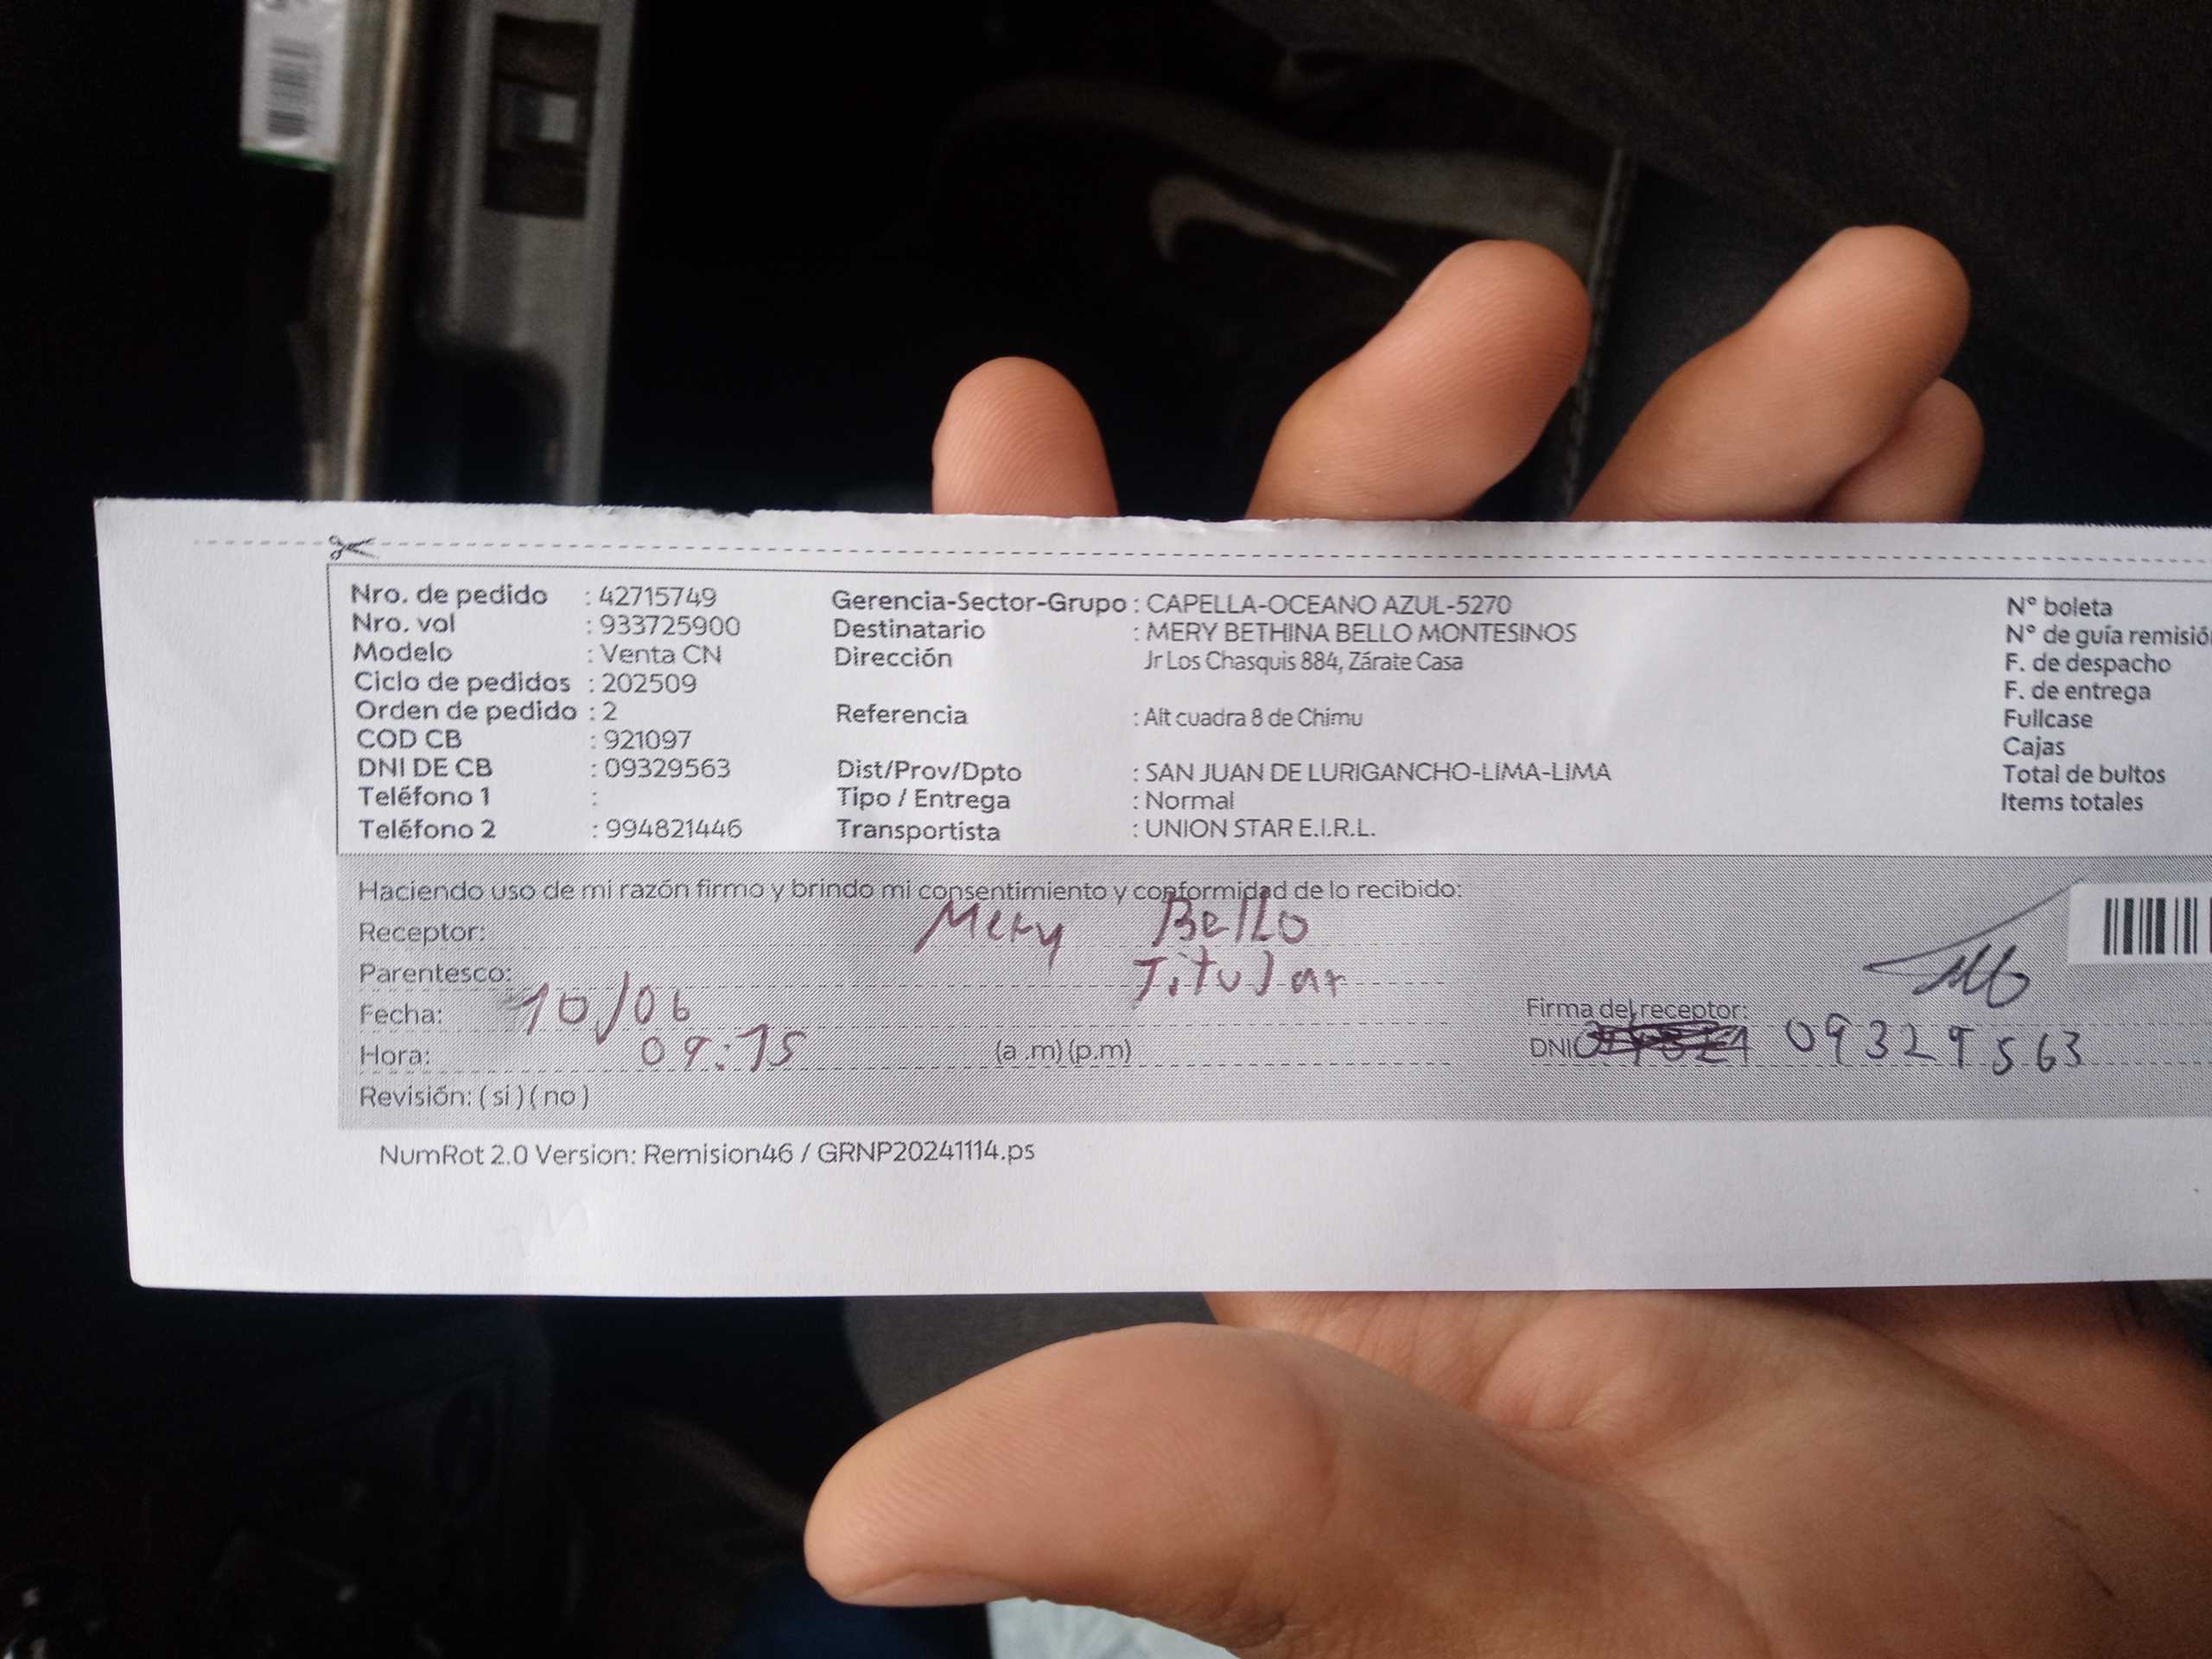 Nro. de pedido : 42715749 Gerencia-Sector-Grupo : CAPELLA-OCEANO AZUL-5270 N° boleta
Nro. vol : 933725900 Destinatario : MERY BETHINA BELLO MONTESINOS N° de guía remisió
Modelo : Venta CN Dirección Jr Los Chasquis 884, Zárate Casa F. de despacho
Ciclo de pedidos : 202509 F. de entrega
Orden de pedido : 2 Referencia : Alt cuadra 8 de Chimu Fullcase
COD CB : 921097 Cajas
DNI DE CB : 09329563 Dist/Prov/Dpto : SAN JUAN DE LURIGANCHO-LIMA-LIMA Total de bultos
Teléfono 1 : Tipo / Entrega : Normal Items totales
Teléfono 2 : 994821446 Transportista : UNION STAR E.I.R.L.
Haciendo uso de mi razón firmo y brindo mi consentimiento y conformidad de lo recibido:
Receptor: Mery Bello
Parentesco: Titular
Fecha: 10/06 Firma del receptor:
Hora: 09:15 (a .m) (p.m) DNI 09329563
Revisión: ( si ) ( no )
NumRot 2.0 Version: Remision46 / GRNP20241114.ps